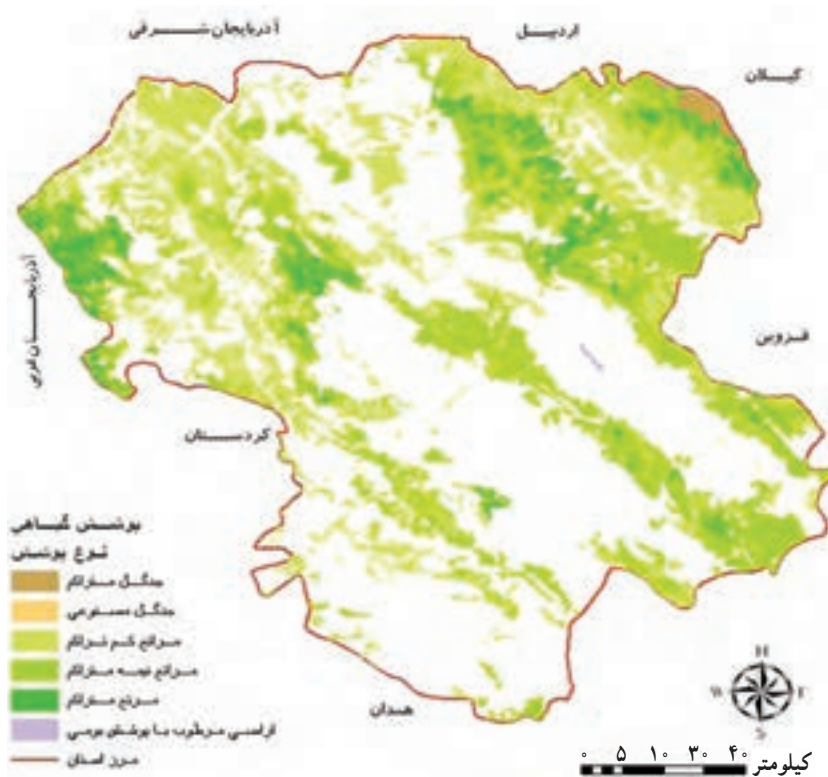 آذربایجان شرقی
اردبیل
گیلان
آذربایجان غربی
قزوین
کردستان
همدان
پوشش گیاهی
نوع پوشش
جنگل متراکم
جنگل مصنوعی
مراتع کم تراکم
مراتع نیمه متراکم
مرتع متراکم
اراضی مرطوب با پوشش بومی
مرز استان
N
W
E
S
۰ ۵ ۱۰ ۳۰ ۴۰ کیلومتر